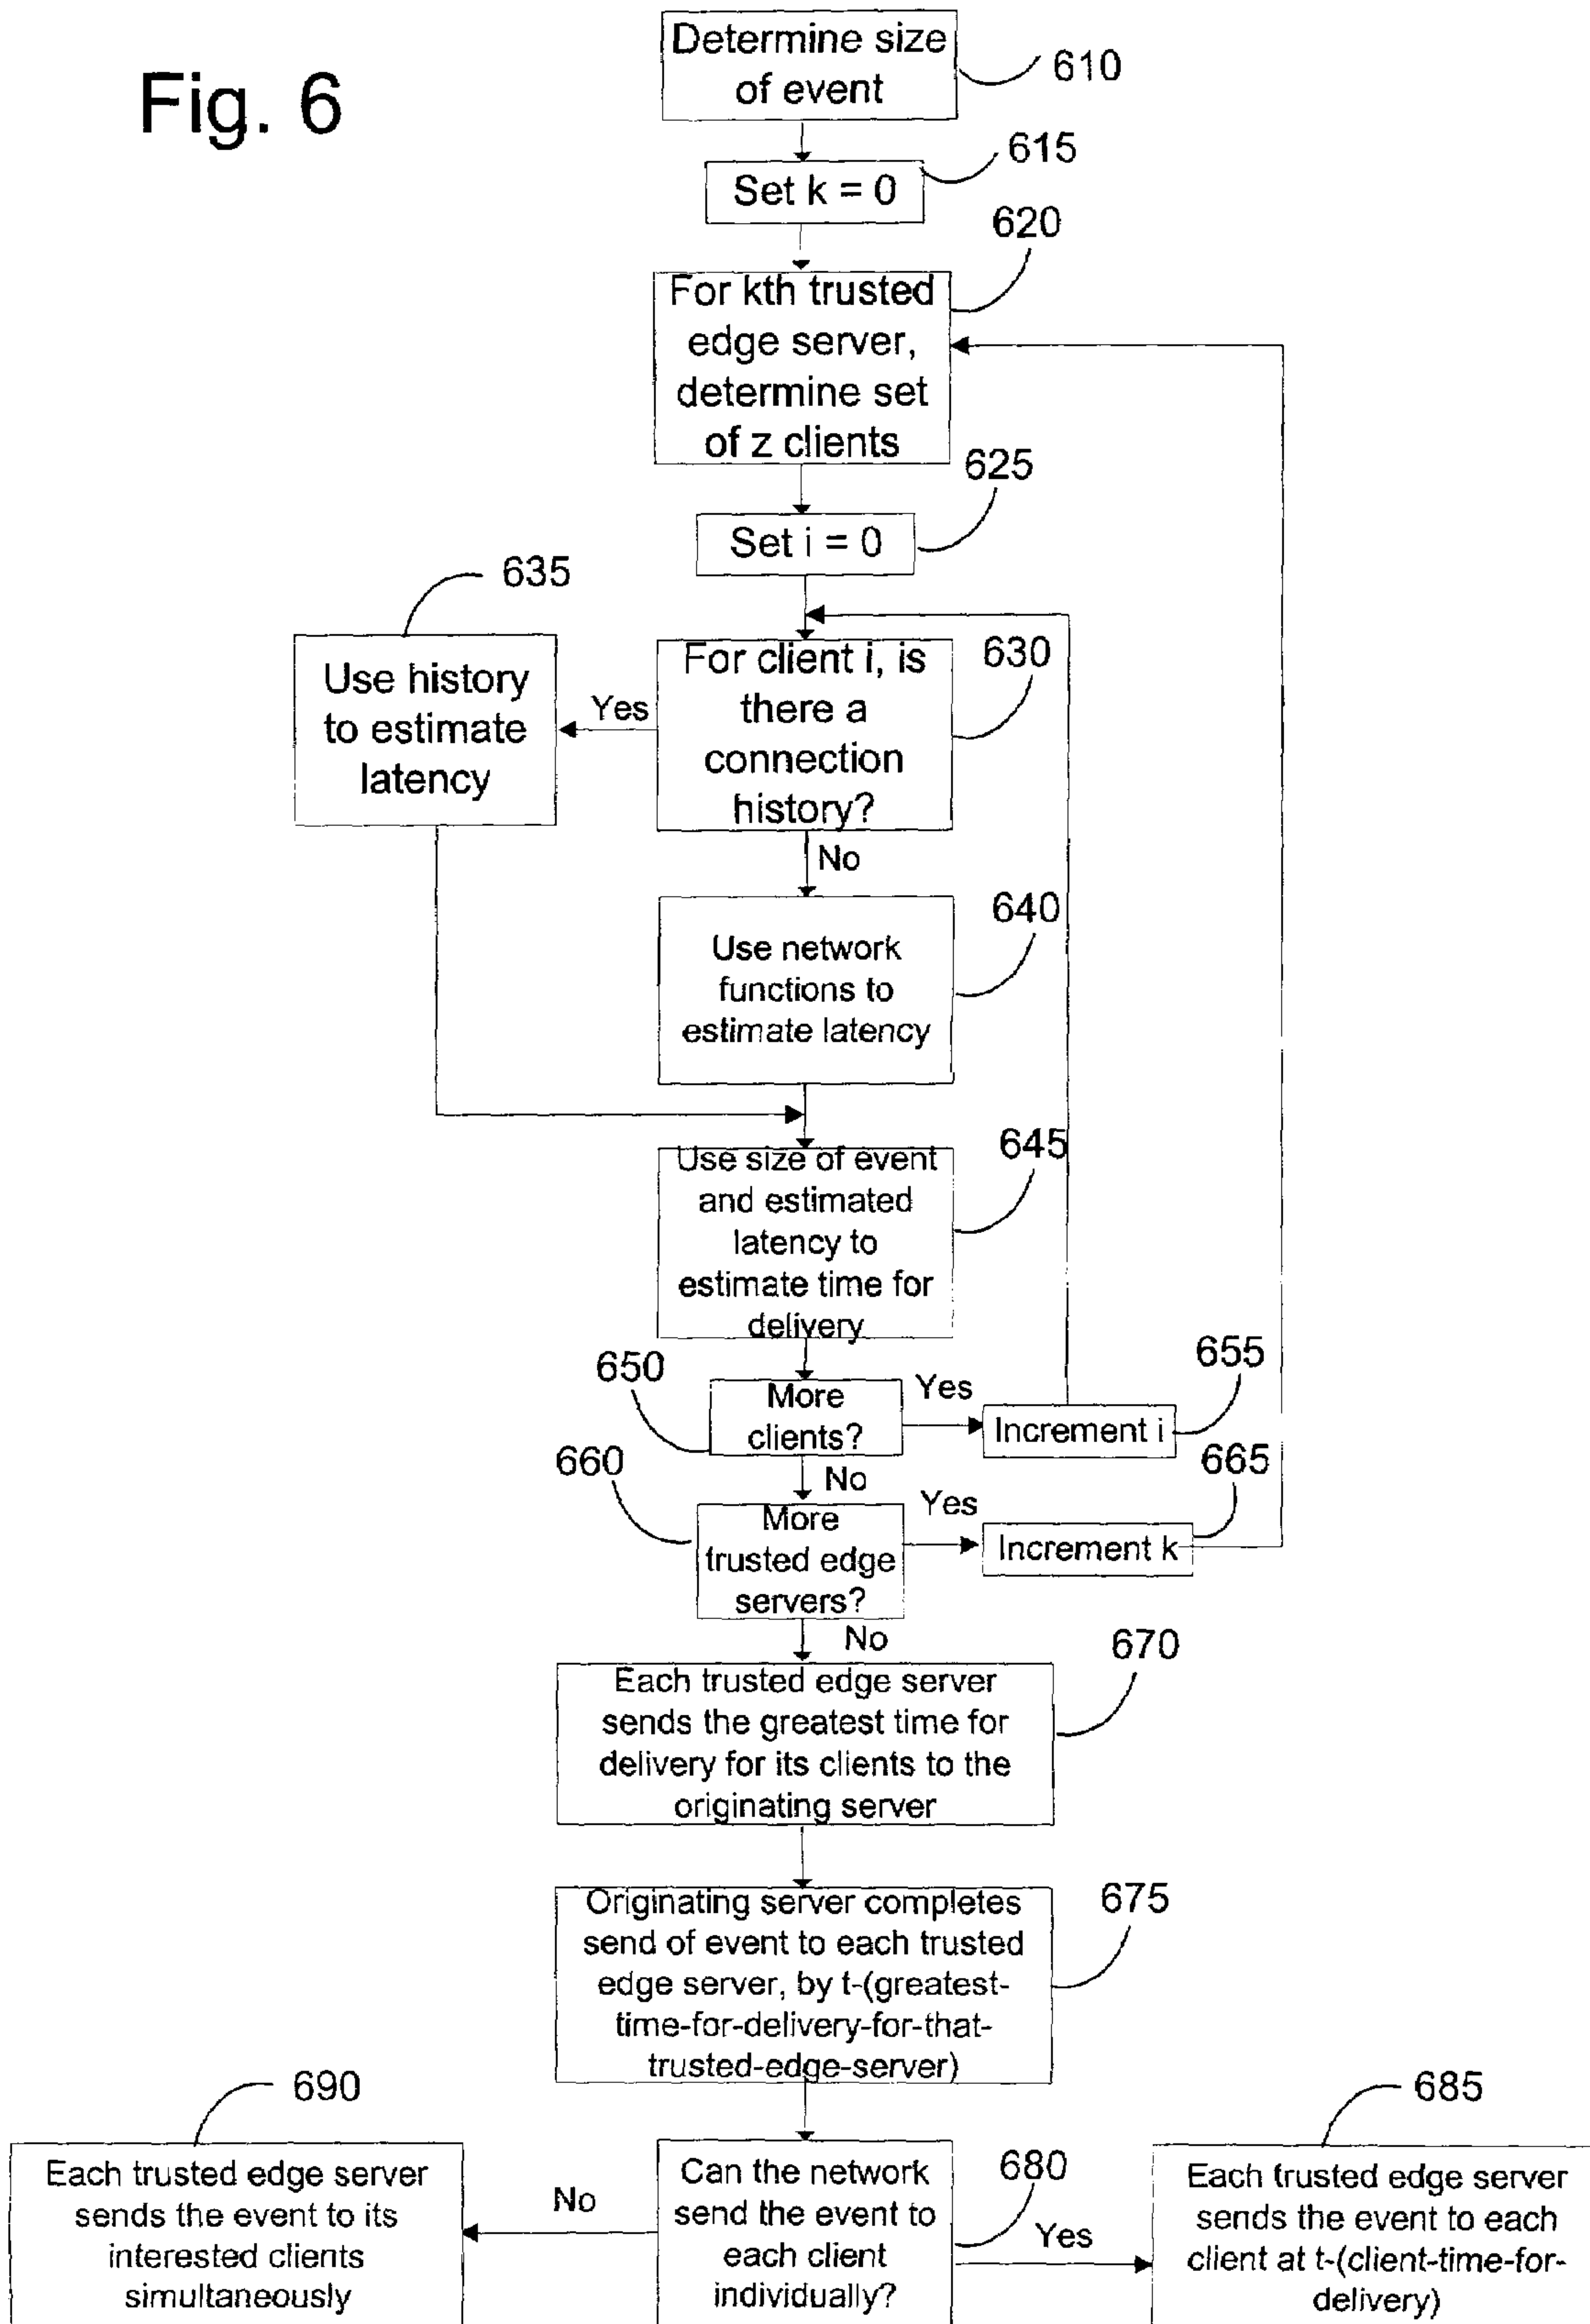 Fig. 6
Determine size
of event
610
Set k = 0
615
620
For kth trusted
edge server,
determine set
of z clients
625
Set i = 0
635
Use history
to estimate
latency
Yes
For client i, is
there a
connection
history?
630
No
640
Use network
functions to
estimate latency
645
Use size of event
and estimated
latency to
estimate time for
delivery
650
More
clients?
Yes
Increment i
655
No
660
More
trusted edge
servers?
Yes
Increment k
665
No
670
Each trusted edge server
sends the greatest time for
delivery for its clients to the
originating server
675
Originating server completes
send of event to each trusted
edge server, by t-(greatest-
time-for-delivery-for-that-
trusted-edge-server)
690
Each trusted edge server
sends the event to its
interested clients
simultaneously
No
Can the network
send the event to
each client
individually?
680
Yes
685
Each trusted edge server
sends the event to each
client at t-(client-time-for-
delivery)